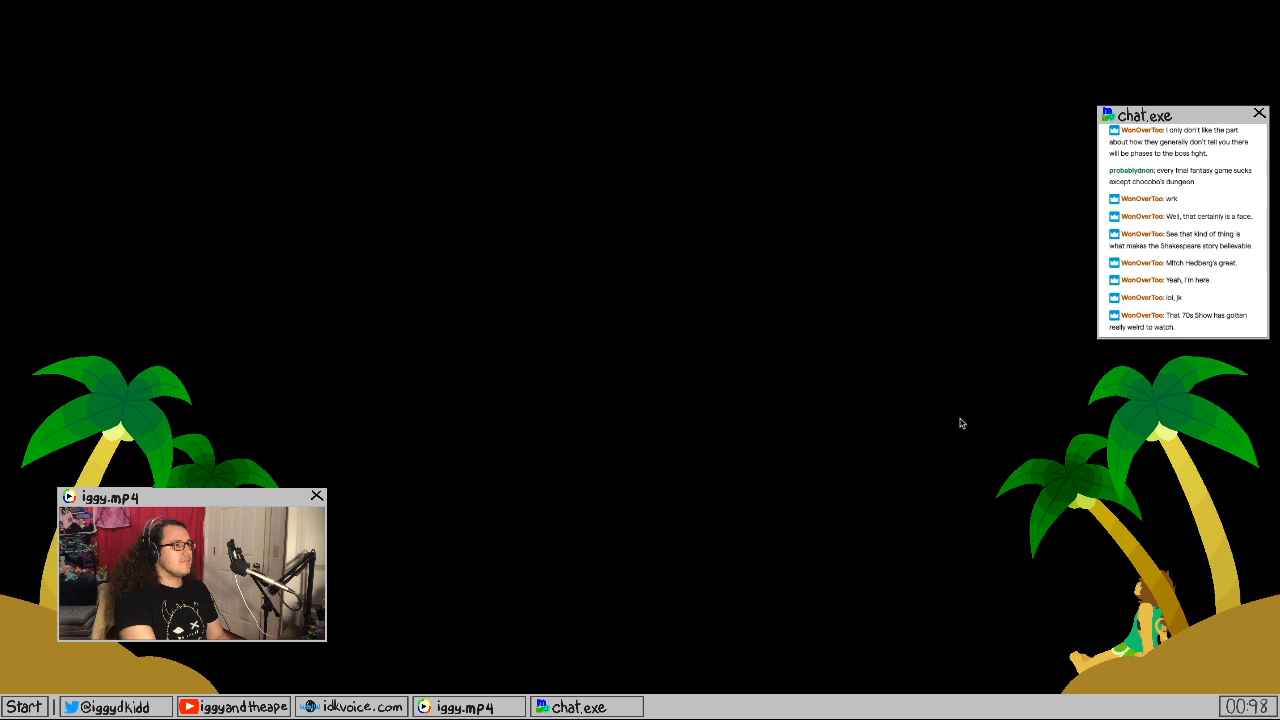 chat.exe
WonOverToo: I only don't like the part
about how they generally don't tell you there
will be phases to the boss fight.
probablydnon: every final fantasy game sucks
except chocobo's dungeon
WonOverToo: wrk
WonOverToo: Well, that certainly is a face..
WonOverToo: See that kind of thing is
what makes the Shakespeare story believable.
WonOverToo: Mitch Hedberg's great.
WonOverToo: Yeah, I'm here.
WonOverToo: lol, jk
WonOverToo: That 70s Show has gotten
really weird to watch.
iggy.mp4
Start | @iggydkidd iggyandtheape www idkvoice.com iggy.mp4 chat.exe 00:98